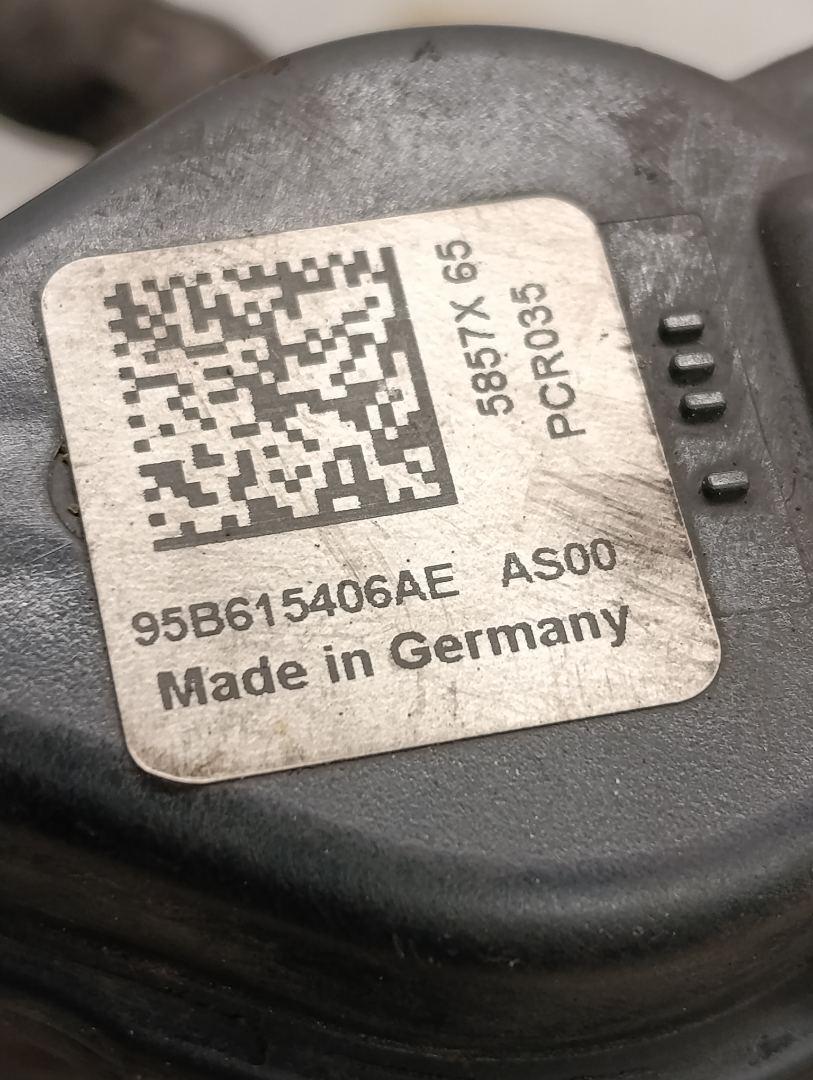 5857X 65
PCR035
95B615406AE AS00
Made in Germany